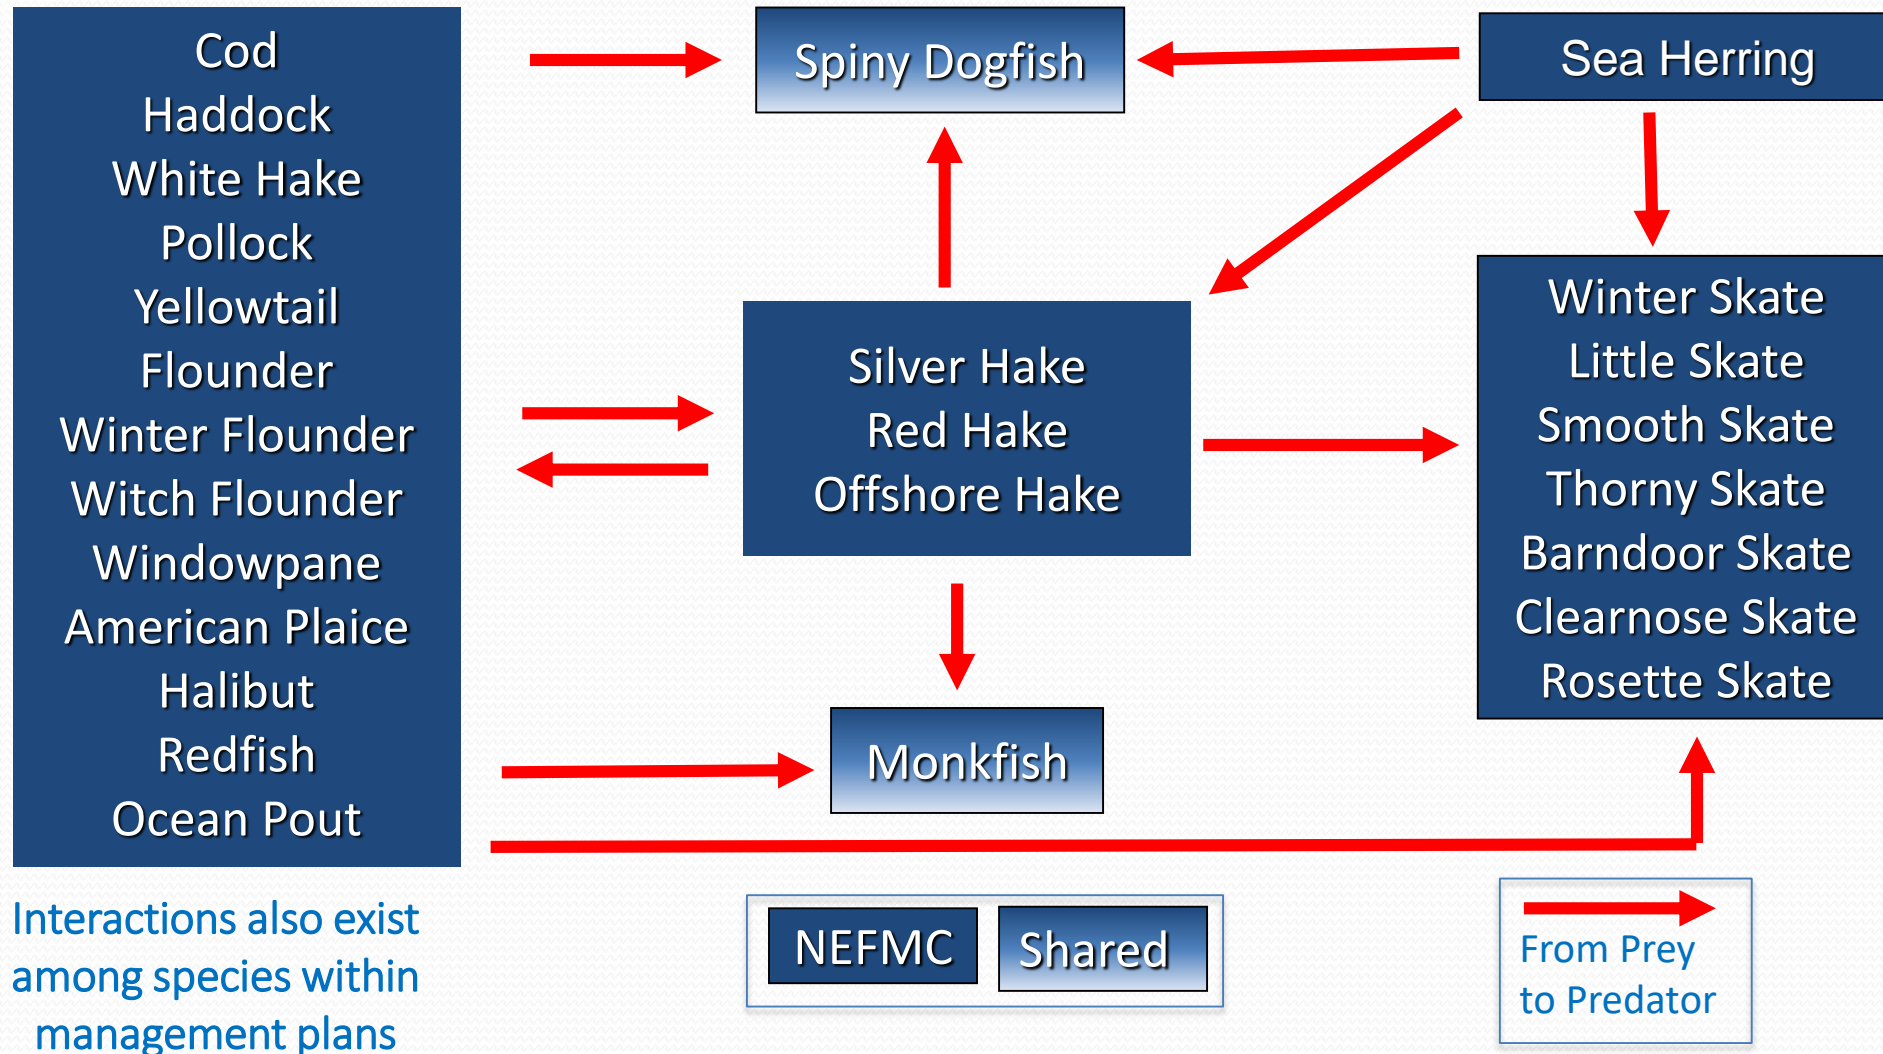 Cod
Haddock
White Hake
Pollock
Yellowtail
Flounder
Winter Flounder
Witch Flounder
Windowpane
American Plaice
Halibut
Redfish
Ocean Pout
Interactions also exist
among species within
management plans
Spiny Dogfish
Silver Hake
Red Hake
Offshore Hake
Monkfish
NEFMC
Shared
Sea Herring
Winter Skate
Little Skate
Smooth Skate
Thorny Skate
Barndoor Skate
Clearnose Skate
Rosette Skate
From Prey
to Predator